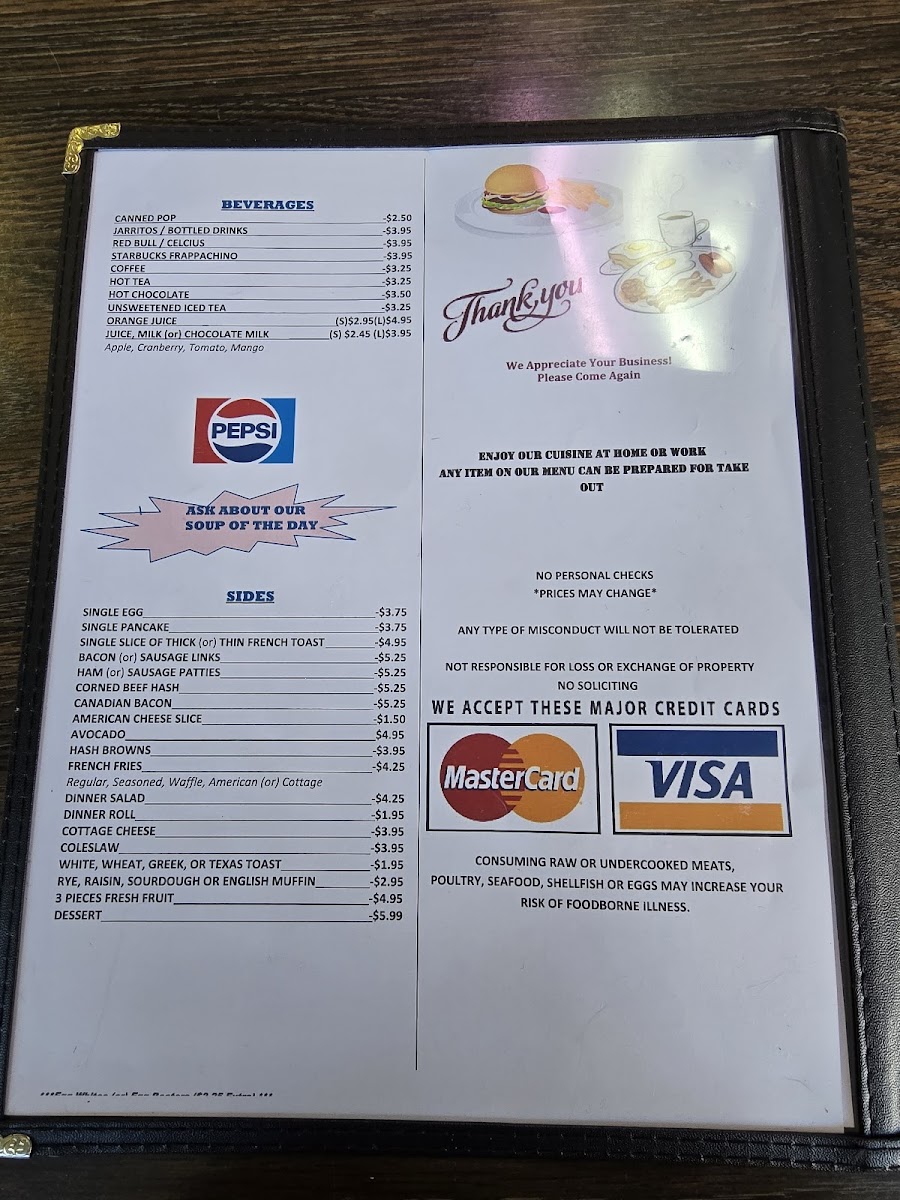 BEVERAGES
CANNED POP -$2.50
JARRITOS / BOTTLED DRINKS -$3.95
RED BULL / CELCIUS -$3.95
STARBUCKS FRAPPACHINO -$3.95
COFFEE -$3.25
HOT TEA -$3.25
HOT CHOCOLATE -$3.50
UNSWEETENED ICED TEA -$3.25
ORANGE JUICE (S)$2.95(L)$4.95
JUICE, MILK (or) CHOCOLATE MILK (S) $2.45 (L)$3.95
Apple, Cranberry, Tomato, Mango
PEPSI
ASK ABOUT OUR
SOUP OF THE DAY
SIDES
SINGLE EGG -$3.75
SINGLE PANCAKE -$3.75
SINGLE SLICE OF THICK (or) THIN FRENCH TOAST -$4.95
BACON (or) SAUSAGE LINKS -$5.25
HAM (or) SAUSAGE PATTIES -$5.25
CORNED BEEF HASH -$5.25
CANADIAN BACON -$5.25
AMERICAN CHEESE SLICE -$1.50
AVOCADO $4.95
HASH BROWNS -$3.95
FRENCH FRIES -$4.25
Regular, Seasoned, Waffle, American (or) Cottage
DINNER SALAD -$4.25
DINNER ROLL -$1.95
COTTAGE CHEESE -$3.95
COLESLAW -$3.95
WHITE, WHEAT, GREEK, OR TEXAS TOAST -$1.95
RYE, RAISIN, SOURDOUGH OR ENGLISH MUFFIN -$2.95
3 PIECES FRESH FRUIT -$4.95
DESSERT -$5.99
Thank you
We Appreciate Your Business!
Please Come Again
ENJOY OUR CUISINE AT HOME OR WORK
ANY ITEM ON OUR MENU CAN BE PREPARED FOR TAKE
OUT
NO PERSONAL CHECKS
*PRICES MAY CHANGE*
ANY TYPE OF MISCONDUCT WILL NOT BE TOLERATED
NOT RESPONSIBLE FOR LOSS OR EXCHANGE OF PROPERTY
NO SOLICITING
WE ACCEPT THESE MAJOR CREDIT CARDS
MasterCard
VISA
CONSUMING RAW OR UNDERCOOKED MEATS,
POULTRY, SEAFOOD, SHELLFISH OR EGGS MAY INCREASE YOUR
RISK OF FOODBORNE ILLNESS.